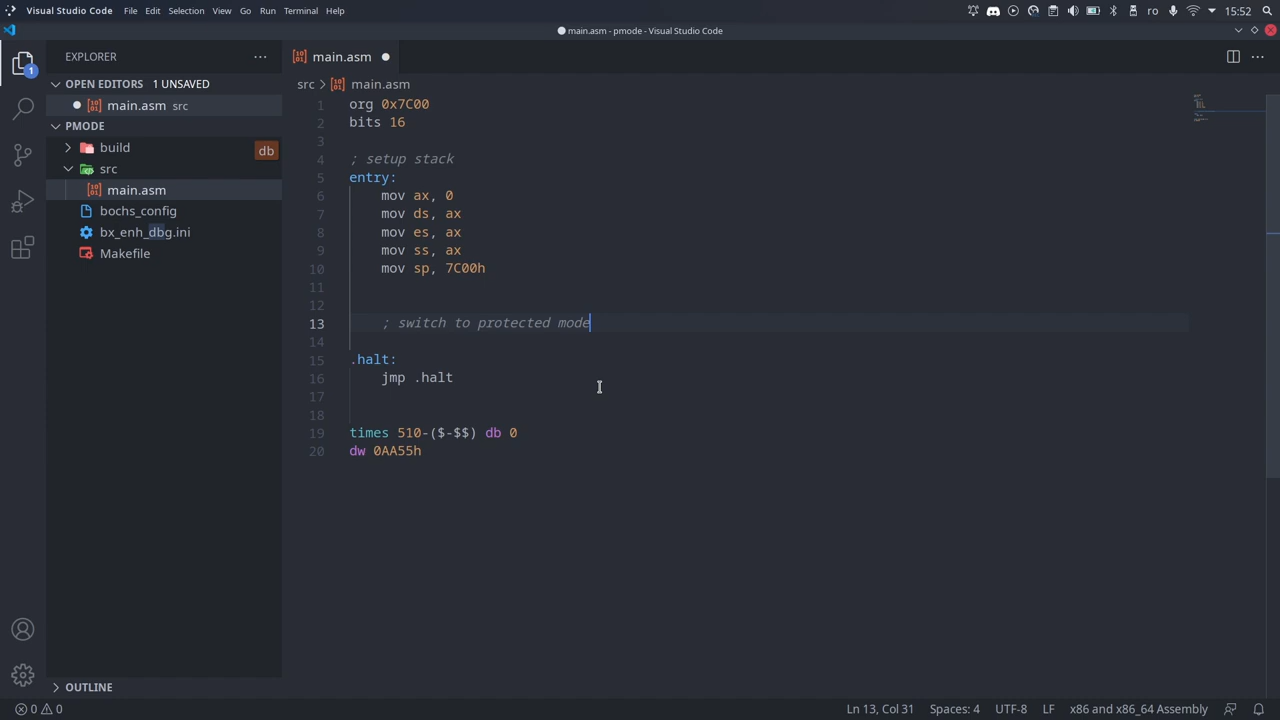 Visual Studio Code File Edit Selection View Go Run Terminal Help ro 15:52
main.asm - pmode - Visual Studio Code
EXPLORER
main.asm
OPEN EDITORS 1 UNSAVED
src main.asm
main.asm src
1 org 0x7C00
PMODE
2 bits 16
build
db
3
src
4 ; setup stack
main.asm
5 entry:
bochs_config
6 mov ax, 0
bx_enh_dbg.ini
7 mov ds, ax
Makefile
8 mov es, ax
9 mov ss, ax
10 mov sp, 7C00h
11
12
13 ; switch to protected mode
14
15 .halt:
16 jmp .halt
17
18
19 times 510-($-$$) db 0
20 dw 0AA55h
OUTLINE
0 0 Ln 13, Col 31 Spaces: 4 UTF-8 LF x86 and x86_64 Assembly